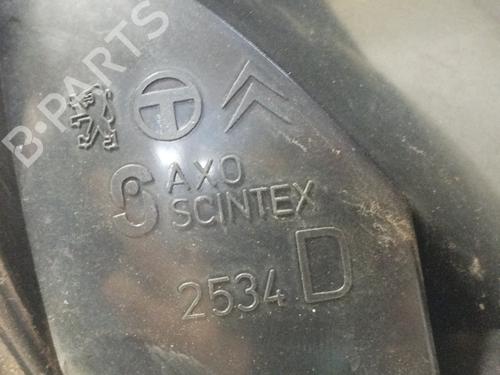 B-PARTS
AXO
SCINTEX
2534 D